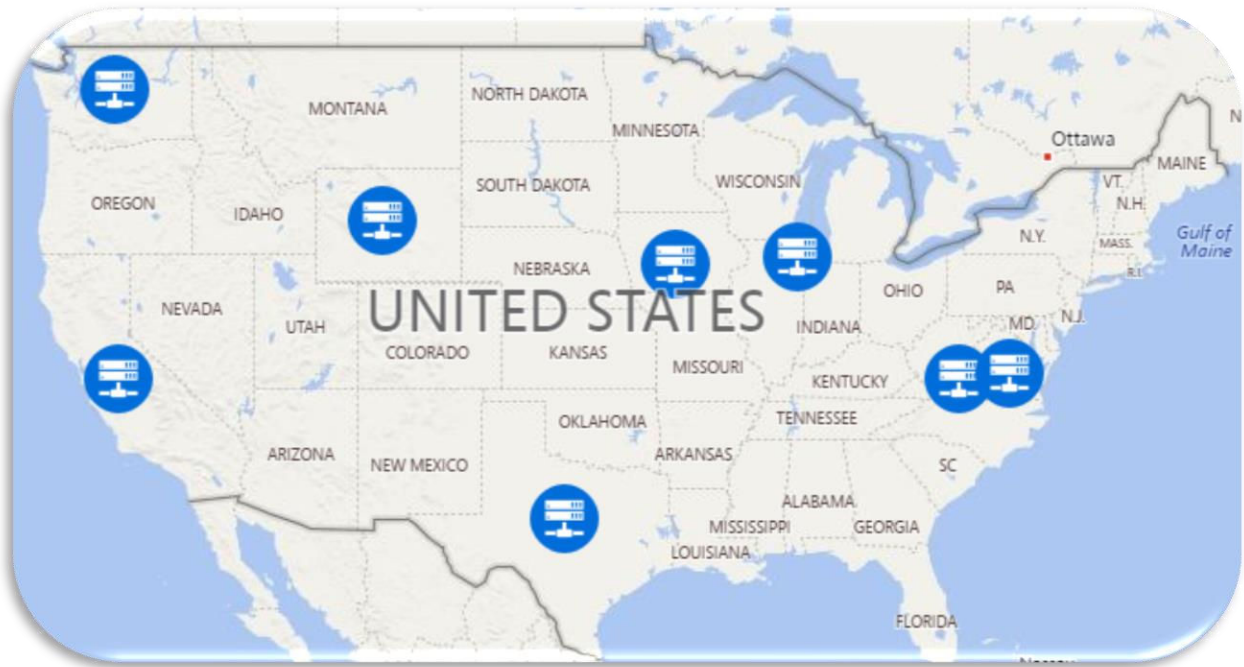 Ottawa
MONTANA
NORTH DAKOTA
MINNESOTA
MAINE
N
VT.
N.H.
OREGON
IDAHO
SOUTH DAKOTA
WISCONSIN
N.Y.
MASS.
Gulf of
Maine
R.I.
NEBRASKA
OHIO
PA
NEVADA
UTAH
UNITED STATES
INDIANA
MD
N.J.
COLORADO
KANSAS
MISSOURI
KENTUCKY
OKLAHOMA
TENNESSEE
ARIZONA
NEW MEXICO
ARKANSAS
SC
ALABAMA
MISSISSIPPI
GEORGIA
LOUISIANA
FLORIDA